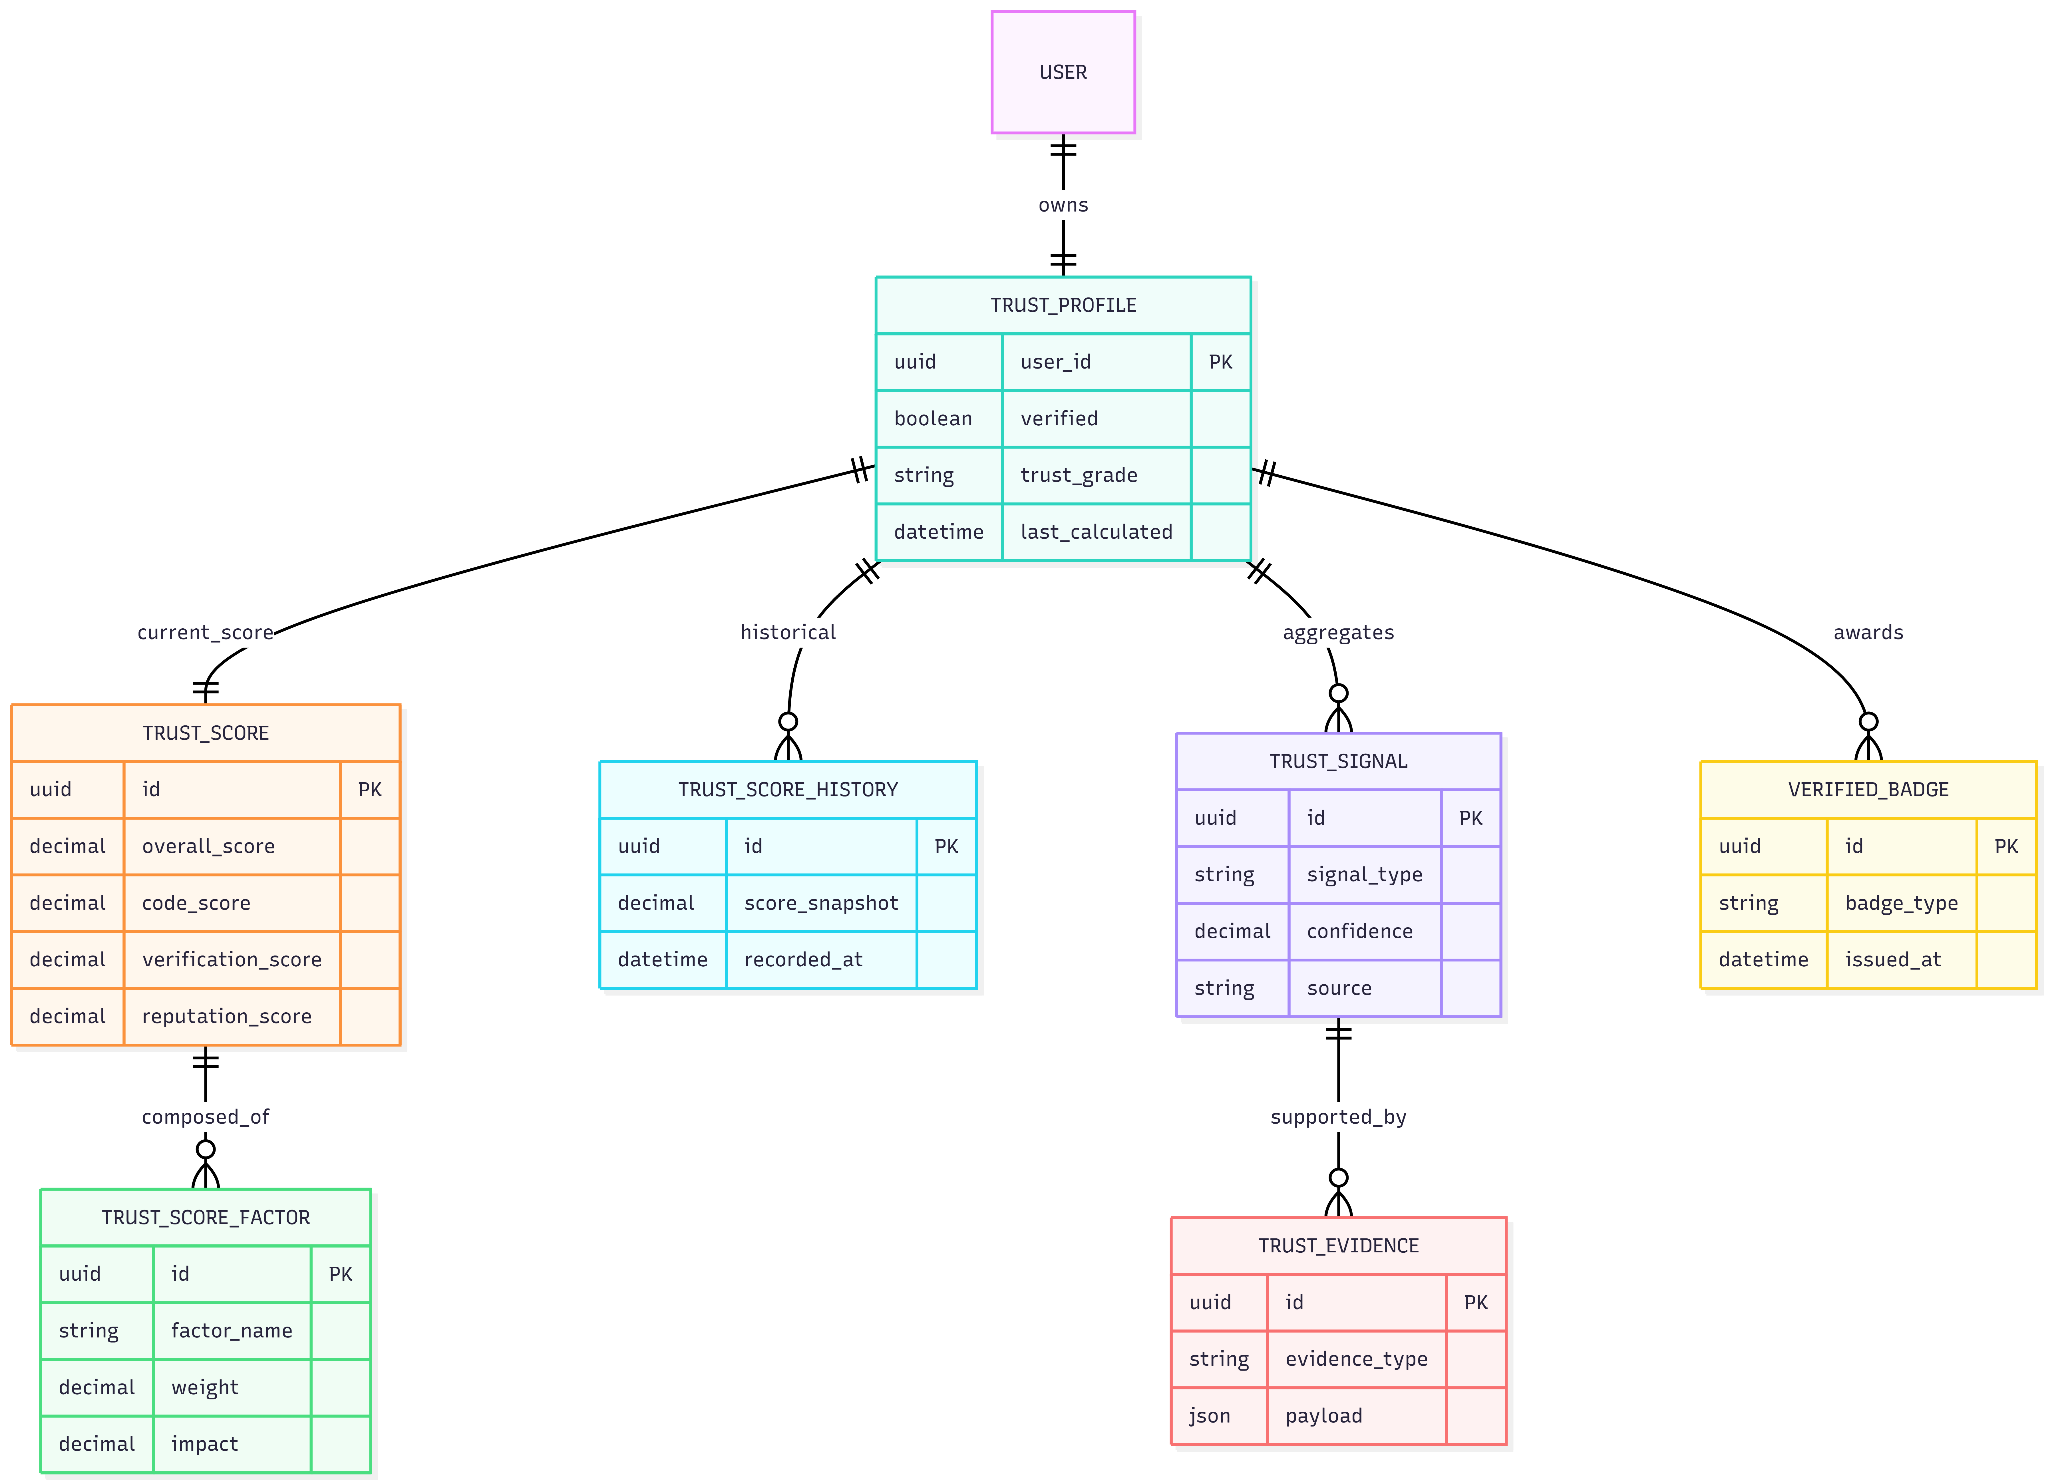 USER
owns
TRUST_PROFILE
uuid user_id PK
boolean verified
string trust_grade
datetime last_calculated
current_score
historical
aggregates
awards
TRUST_SCORE
uuid id PK
decimal overall_score
decimal code_score
decimal verification_score
decimal reputation_score
TRUST_SCORE_HISTORY
uuid id PK
decimal score_snapshot
datetime recorded_at
TRUST_SIGNAL
uuid id PK
string signal_type
decimal confidence
string source
VERIFIED_BADGE
uuid id PK
string badge_type
datetime issued_at
composed_of
supported_by
TRUST_SCORE_FACTOR
uuid id PK
string factor_name
decimal weight
decimal impact
TRUST_EVIDENCE
uuid id PK
string evidence_type
json payload